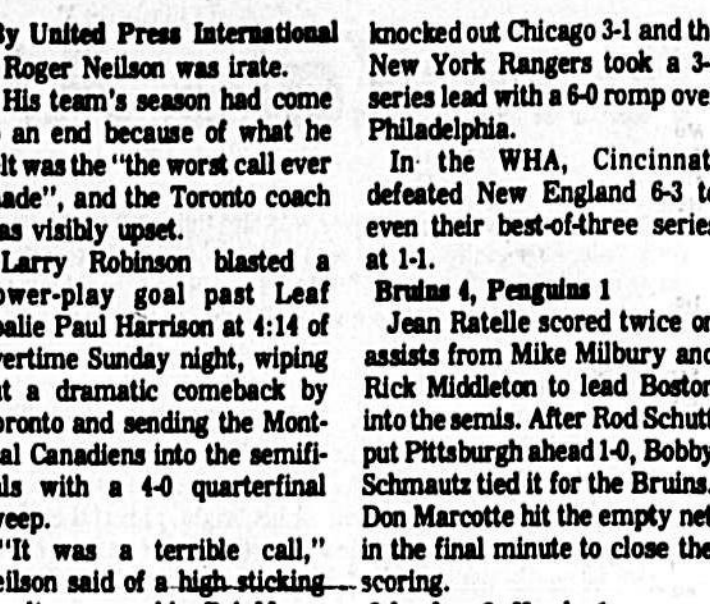 By United Press International
Roger Neilson was irate.
His team's season had come
an end because of what he
lt was the "the worst call ever
ade", and the Toronto coach
as visibly upset.
Larry Robinson blasted a
ower-play goal past Leaf
oalie Paul Harrison at 4:14 of
vertime Sunday night, wiping
ut a dramatic comeback by
oronto and sending the Mont-
al Canadiens into the semifi-
als with a 4-0 quarterfinal
weep.
"It was a terrible call,"
eilson said of a high sticking
knocked out Chicago 3-1 and th
New York Rangers took a 3-
series lead with a 6-0 romp ove
Philadelphia.
In the WHA, Cincinnat
defeated New England 6-3 to
even their best-of-three series
at 1-1.
Bruins 4, Penguins 1
Jean Ratelle scored twice on
assists from Mike Milbury and
Rick Middleton to lead Boston
into the semis. After Rod Schutt
put Pittsburgh ahead 1-0, Bobby
Schmautz tied it for the Bruins.
Don Marcotte hit the empty net
in the final minute to close the
scoring.